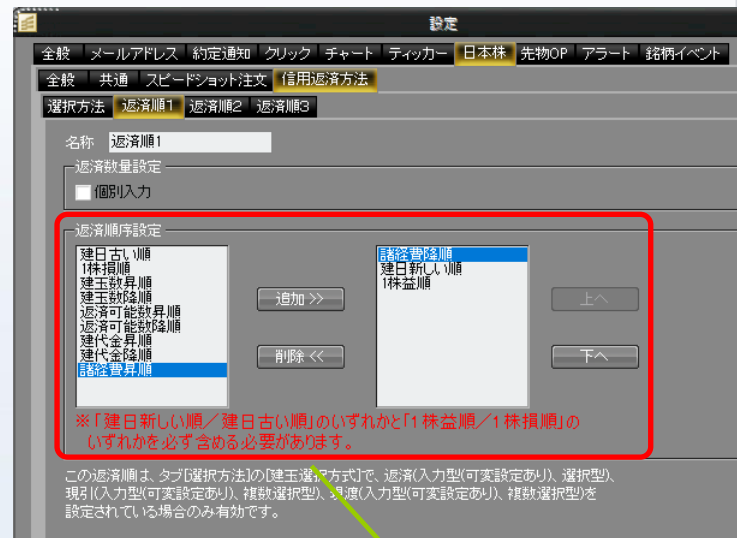 設定
全般 メールアドレス 約定通知 クリック チャート ティッカー 日本株 先物OP アラート 銘柄イベント
全般 共通 スピードショット注文 信用返済方法
選択方法 返済順1 返済順2 返済順3
名称 返済順1
返済数量設定
個別入力
返済順序設定
建日古い順
1株損順
建玉数昇順
建玉数降順
返済可能数昇順
返済可能数降順
建代金昇順
建代金降順
諸経費昇順
追加>>
削除<<
諸経費降順
建日新しい順
1株益順
上へ
下へ
※「建日新しい順/建日古い順」のいずれかと「1株益順/1株損順」の
いずれかを必ず含める必要があります。
この返済順は、タブ[選択方法]の[建玉選択方式]で、返済(入力型(可変設定あり)、選択型)、
現引(入力型(可変設定あり)、複数選択型)、現渡(入力型(可変設定あり)、複数選択型)を
設定されている場合のみ有効です。